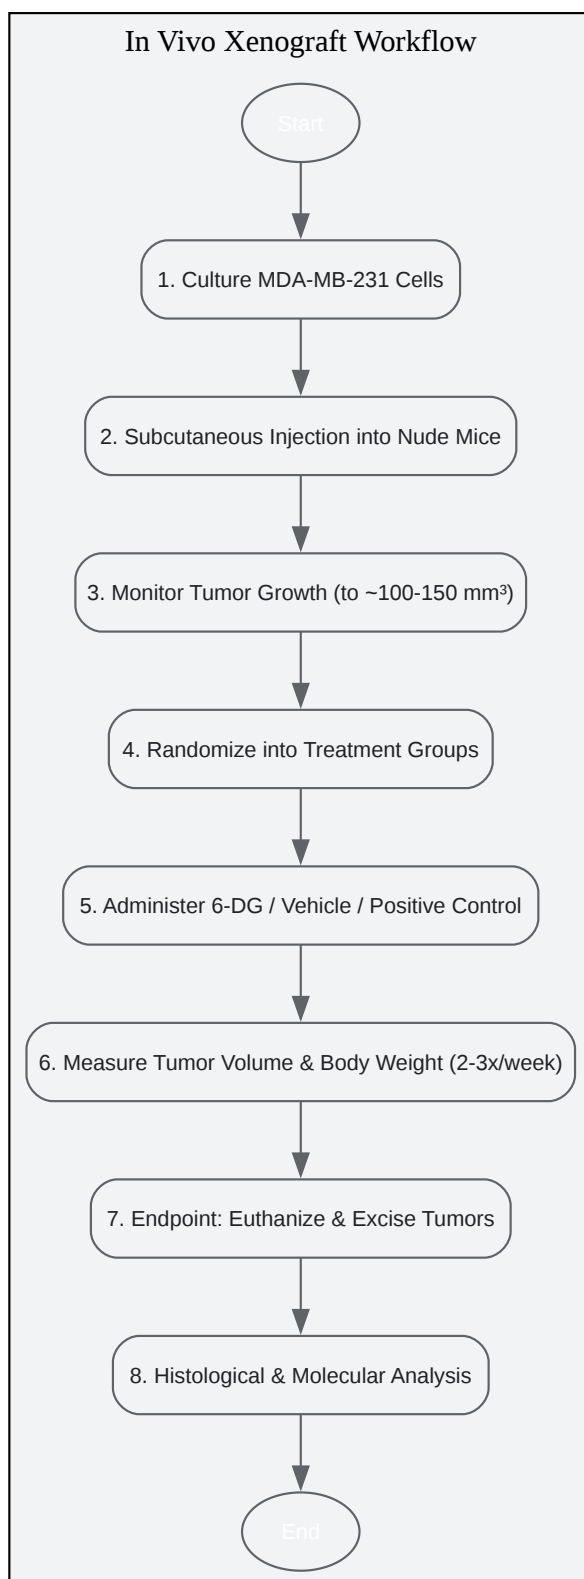 In Vivo Xenograft Workflow
Start
1. Culture MDA-MB-231 Cells
2. Subcutaneous Injection into Nude Mice
3. Monitor Tumor Growth (to ~100-150 mm³)
4. Randomize into Treatment Groups
5. Administer 6-DG / Vehicle / Positive Control
6. Measure Tumor Volume & Body Weight (2-3x/week)
7. Endpoint: Euthanize & Excise Tumors
8. Histological & Molecular Analysis
End